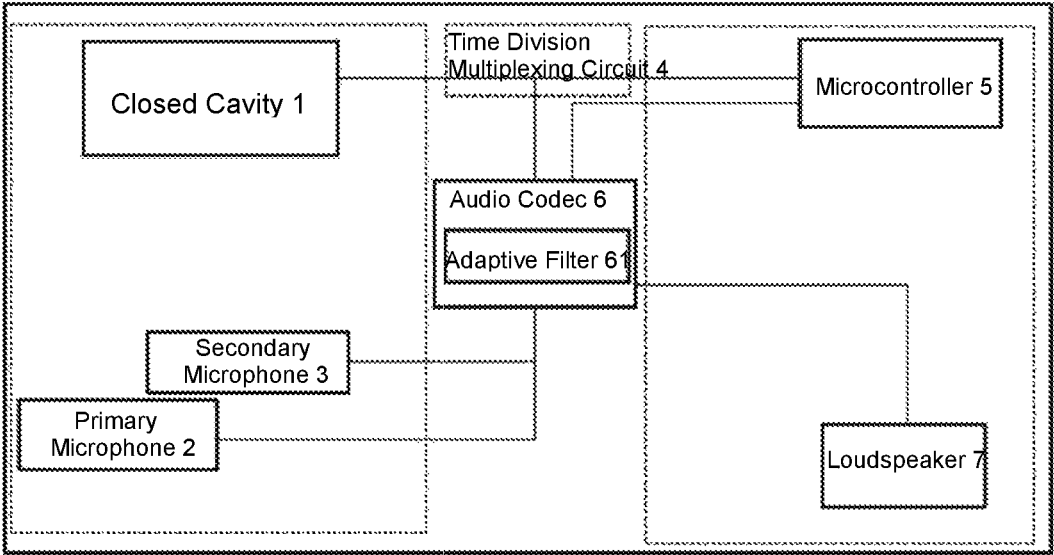 Time Division
Multiplexing Circuit 4
Closed Cavity 1
Microcontroller 5
Audio Codec 6
Adaptive Filter 61
Secondary
Microphone 3
Primary
Microphone 2
Loudspeaker 7